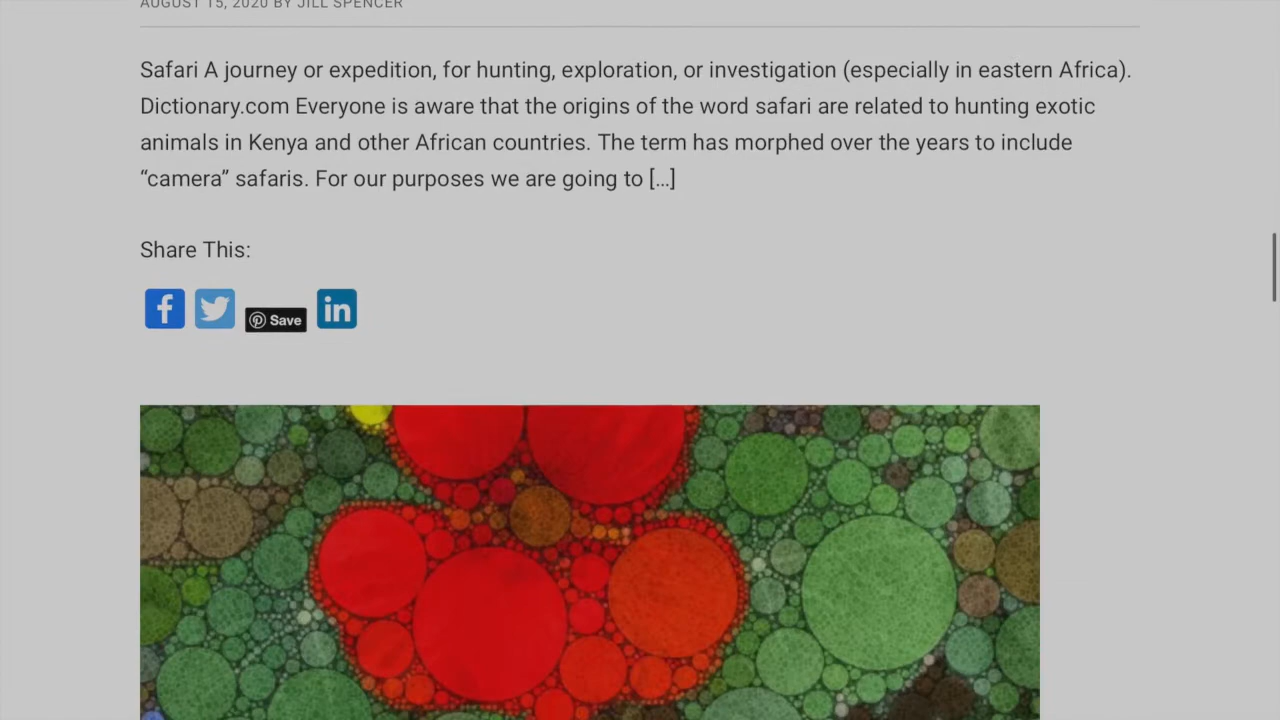 AUGUST 15, 2020 BY JILL SPENCER
Safari A journey or expedition, for hunting, exploration, or investigation (especially in eastern Africa).
Dictionary.com Everyone is aware that the origins of the word safari are related to hunting exotic
animals in Kenya and other African countries. The term has morphed over the years to include
“camera” safaris. For our purposes we are going to […]
Share This:
Save